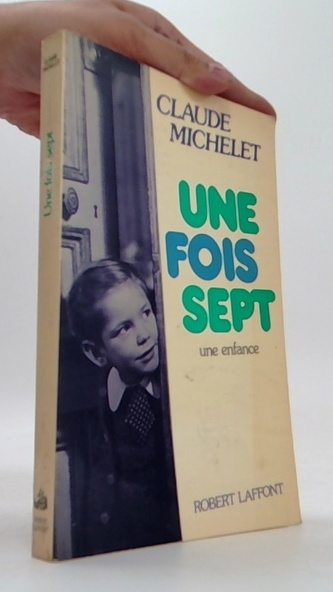 CLAUDE
MICHELET
UNE
FOIS
SEPT
une enfance
ROBERT LAFFONT
Une fois sept